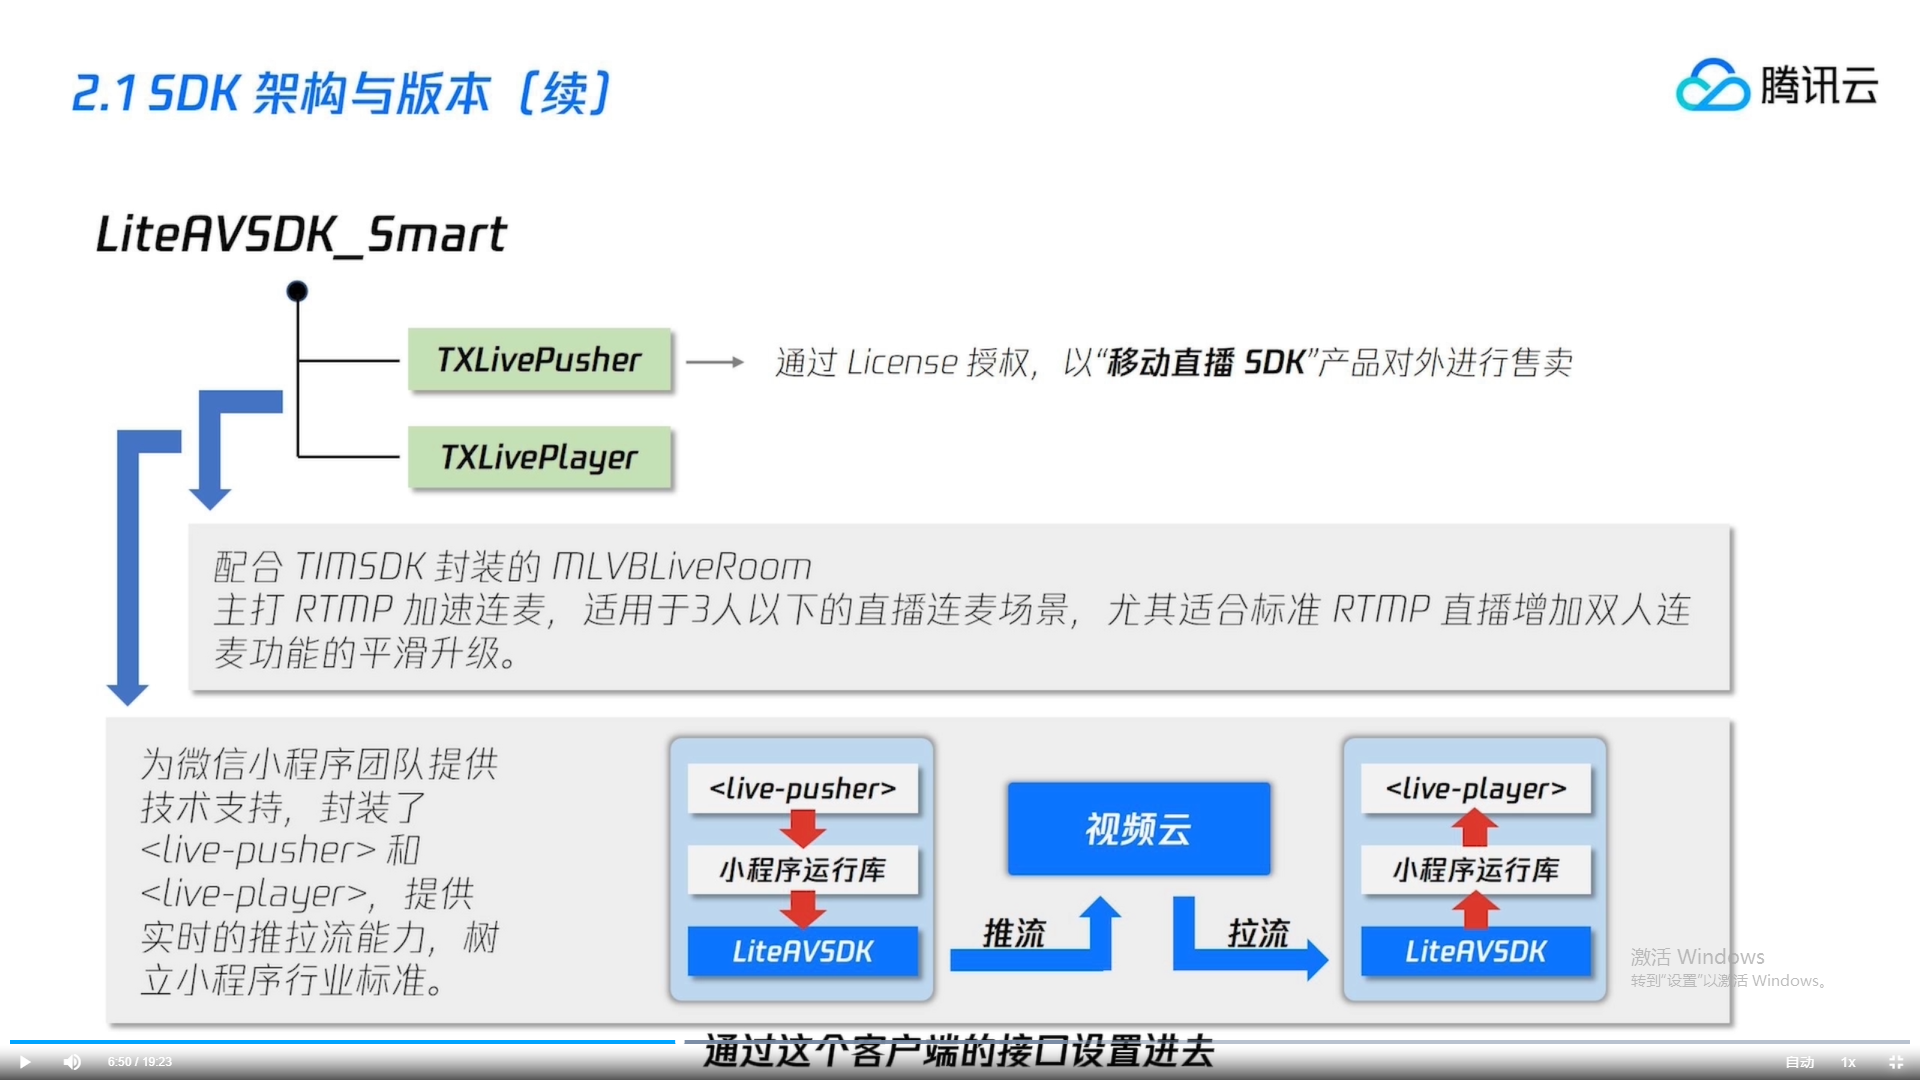 2.1 SDK 架构与版本（续）
腾讯云
LiteAVSDK_Smart
TXLivePusher
通过 License 授权，以“移动直播 SDK”产品对外进行售卖
TXLivePlayer
配合 TIMSDK 封装的 MLVBLiveRoom
主打 RTMP 加速连麦，适用于3人以下的直播连麦场景，尤其适合标准 RTMP 直播增加双人连
麦功能的平滑升级。
为微信小程序团队提供
技术支持，封装了
<live-pusher> 和
<live-player>，提供
实时的推拉流能力，树
立小程序行业标准。
<live-pusher>
小程序运行库
LiteAVSDK
推流
视频云
拉流
<live-player>
小程序运行库
LiteAVSDK
激活 Windows
转到“设置”以激活 Windows。
通过这个客户端的接口设置进去
6:50 / 19:23
自动
1x